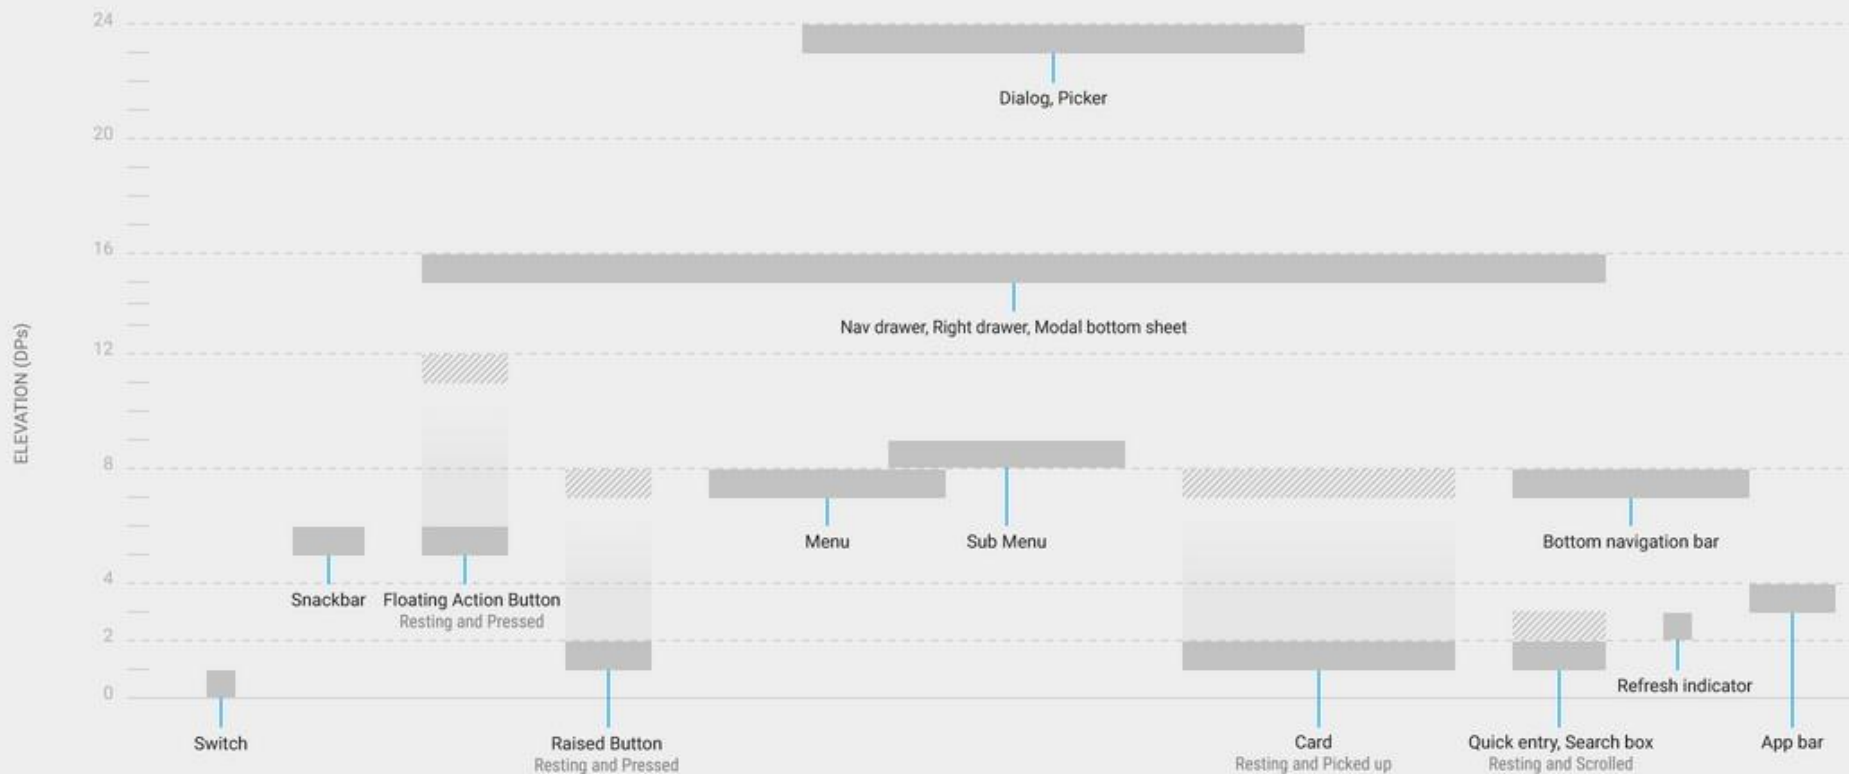 24
Dialog, Picker
20
16
Nav drawer, Right drawer, Modal bottom sheet
12
ELEVATION (DPs)
8
Menu
Sub Menu
Bottom navigation bar
4
Snackbar
Floating Action Button
Resting and Pressed
2
Refresh indicator
0
Switch
Raised Button
Resting and Pressed
Card
Resting and Picked up
Quick entry, Search box
Resting and Scrolled
App bar